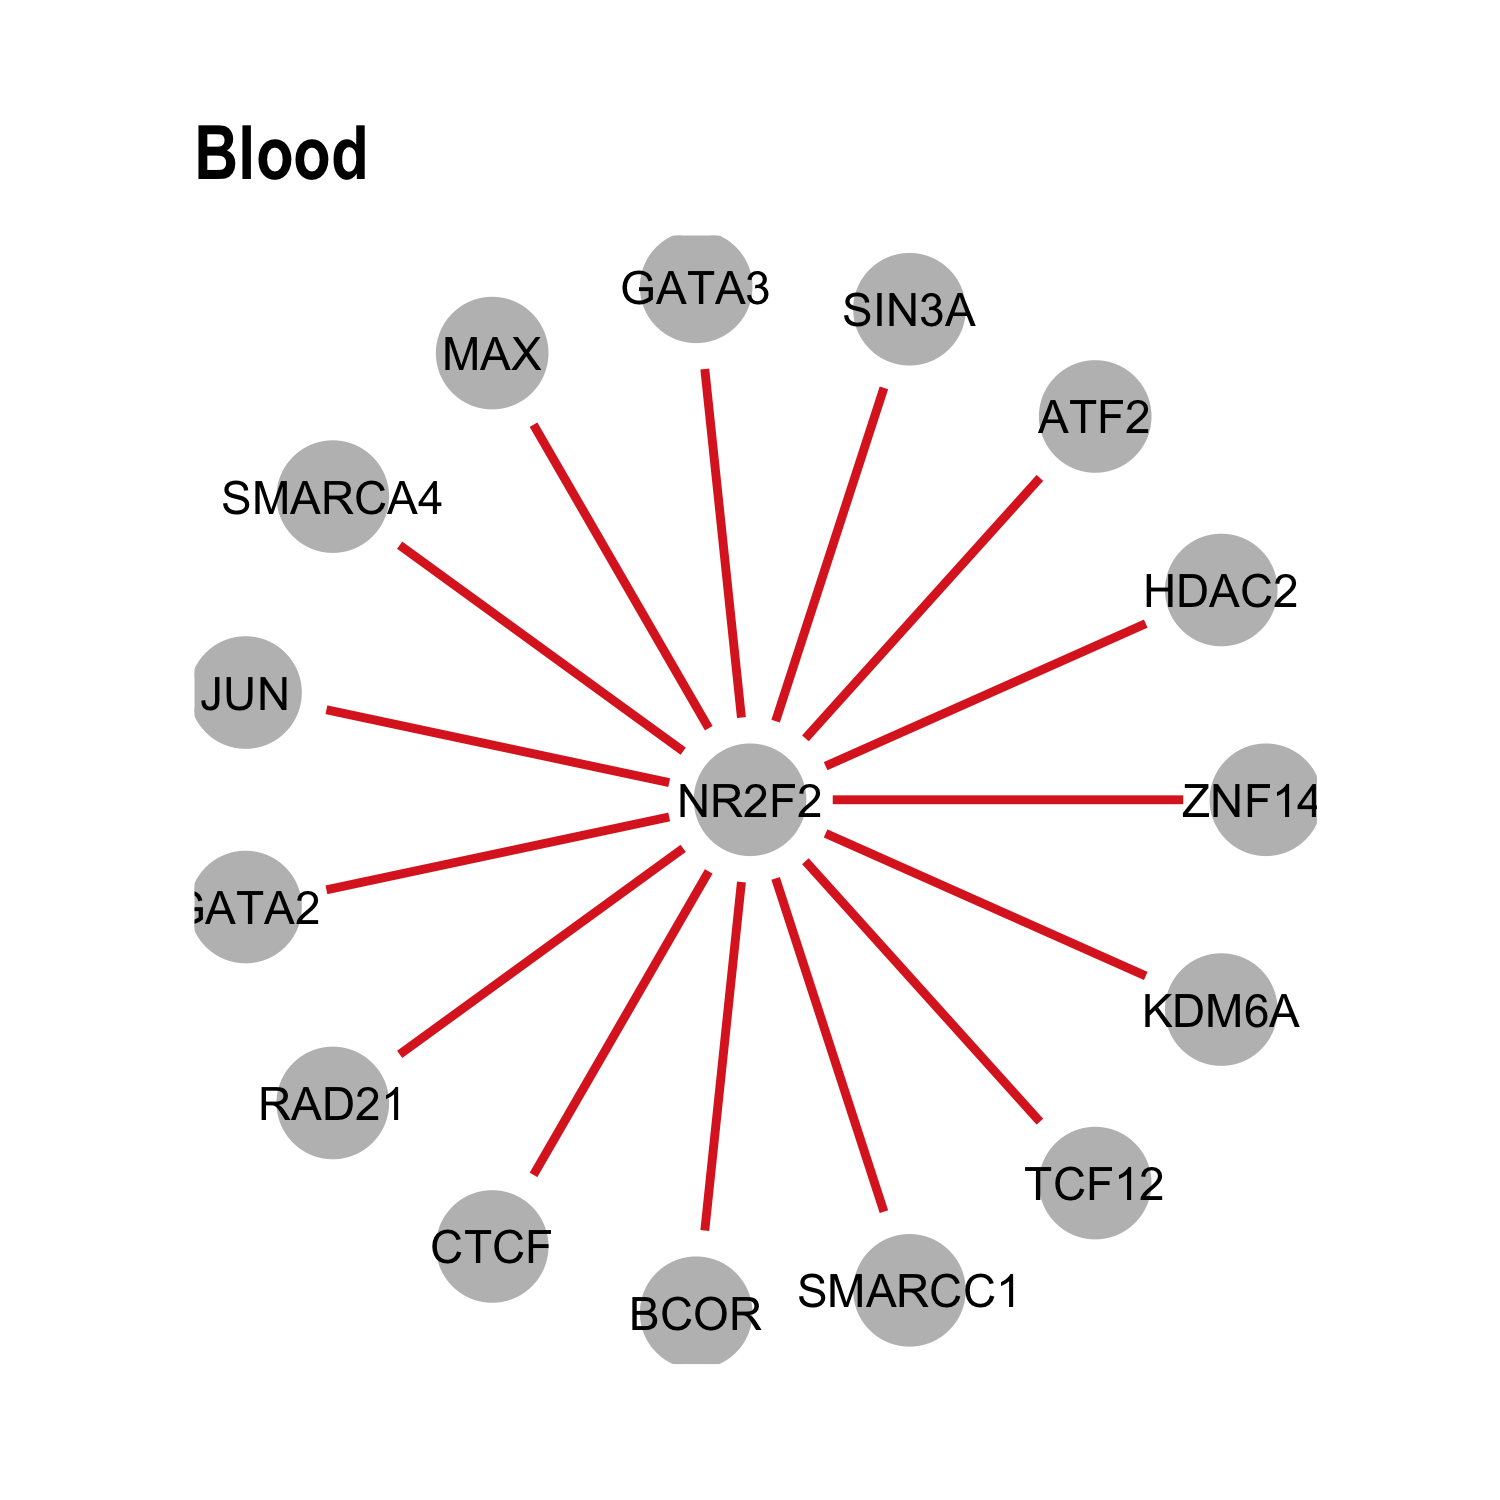 Blood
GATA3
SIN3A
MAX
ATF2
SMARCA4
HDAC2
JUN
NR2F2
ZNF14
GATA2
KDM6A
RAD21
TCF12
CTCF
SMARCC1
BCOR